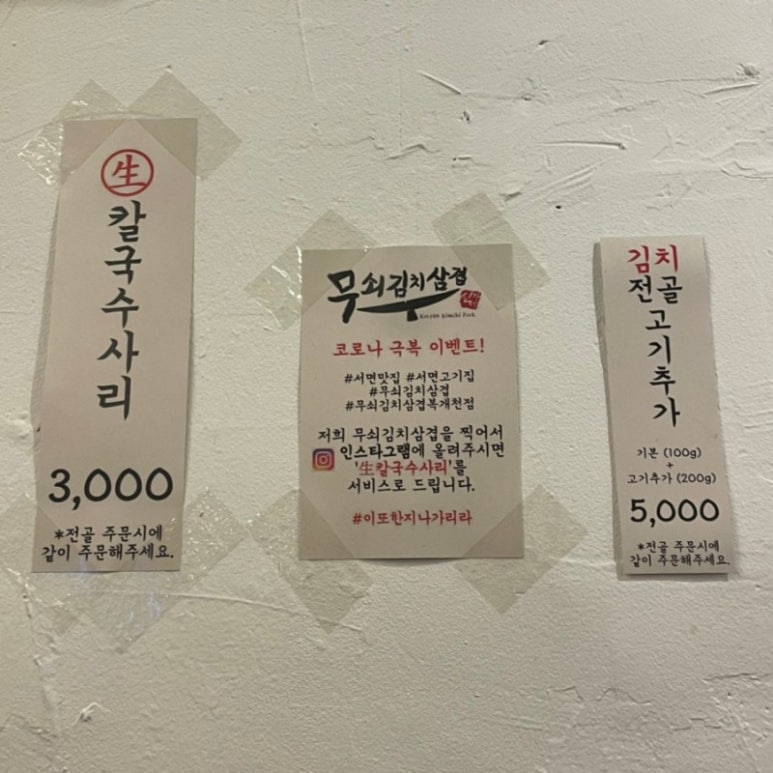 生
칼국수사리
3,000
*전골 주문시에
같이 주문해주세요.
무쇠김치삼겹
Korean Kimchi Pork
코로나 극복 이벤트!
#서면맛집 #서면고기집
#무쇠김치삼겹
#무쇠김치삼겹복개천점
저희 무쇠김치삼겹을 찍어서
인스타그램에 올려주시면
'生칼국수사리'를
서비스로 드립니다.
#이또한지나가리라
김치
전골
고기추가
기본 (100g)
+
고기추가 (200g)
5,000
*전골 주문시에
같이 주문해주세요.